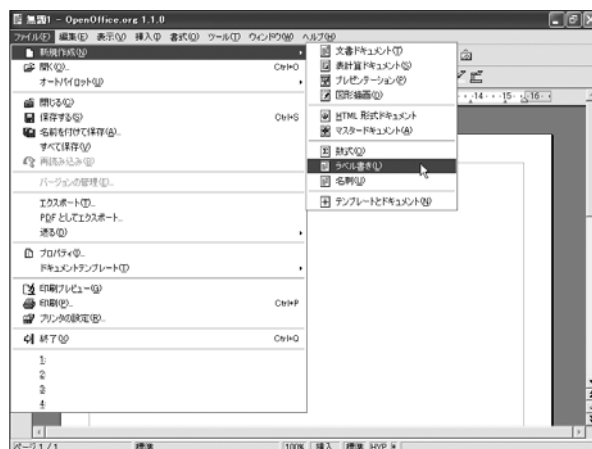 無題1 - OpenOffice.org 1.1.0
ファイル(F) 編集(E) 表示(V) 挿入(I) 書式(O) ツール(T) ウィンドウ(W) ヘルプ(H)
新規作成(N)
開く(O)... Ctrl+O
オートパイロット(U)
閉じる(C)
保存する(S) Ctrl+S
名前を付けて保存(A)...
すべて保存(V)
再読み込み(D)
バージョンの管理(E)...
エクスポート(T)...
PDF としてエクスポート...
送る(D)
プロパティ(I)...
ドキュメントテンプレート(T)
印刷プレビュー(G)
印刷(P)... Ctrl+P
プリンタの設定(R)...
終了(X) Ctrl+Q
1:
2:
3:
4:
文書ドキュメント(T)
表計算ドキュメント(S)
プレゼンテーション(P)
図形描画(D)
HTML 形式ドキュメント
マスタードキュメント(A)
数式(O)
ラベル書き(L)
名刺(U)
テンプレートとドキュメント(N)
14 15 16
ページ 1 / 1 標準 100% 挿入 標準 HYP